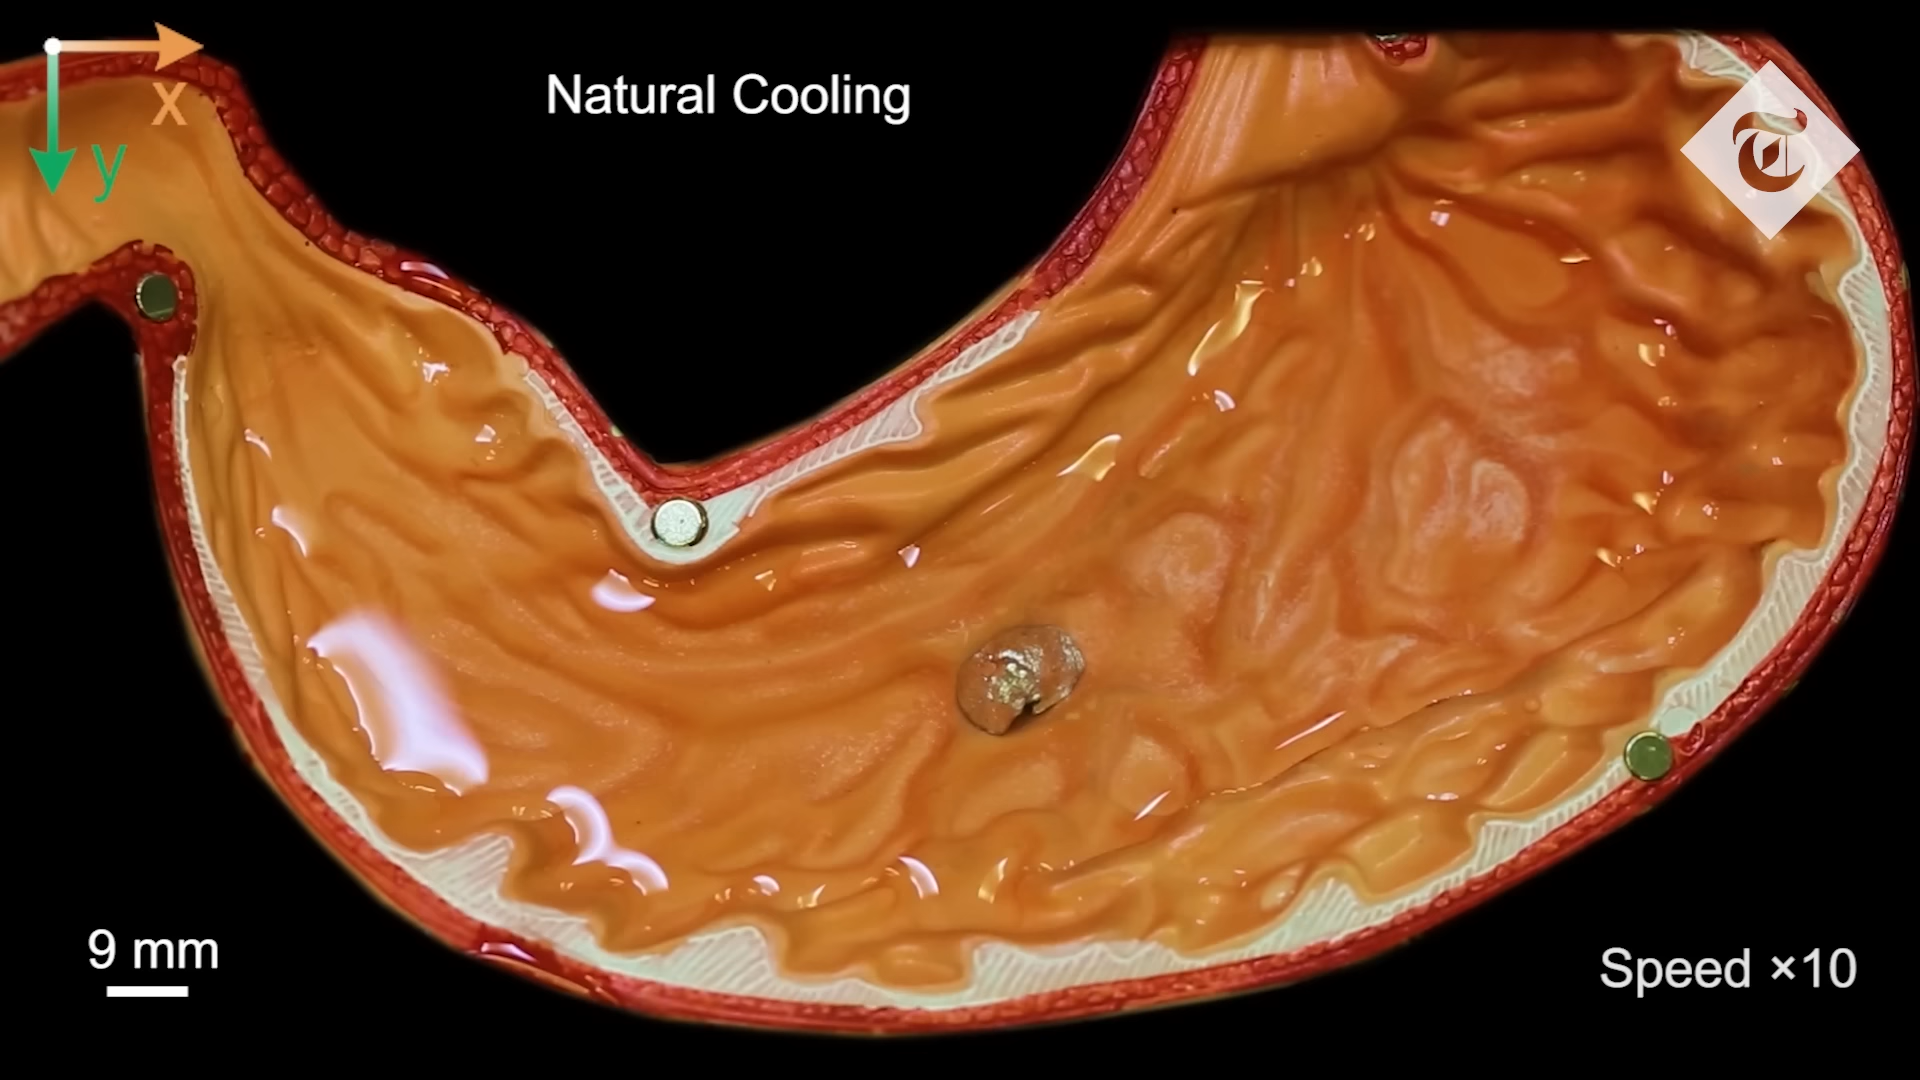 x
Natural Cooling
T
y
9 mm
Speed ×10